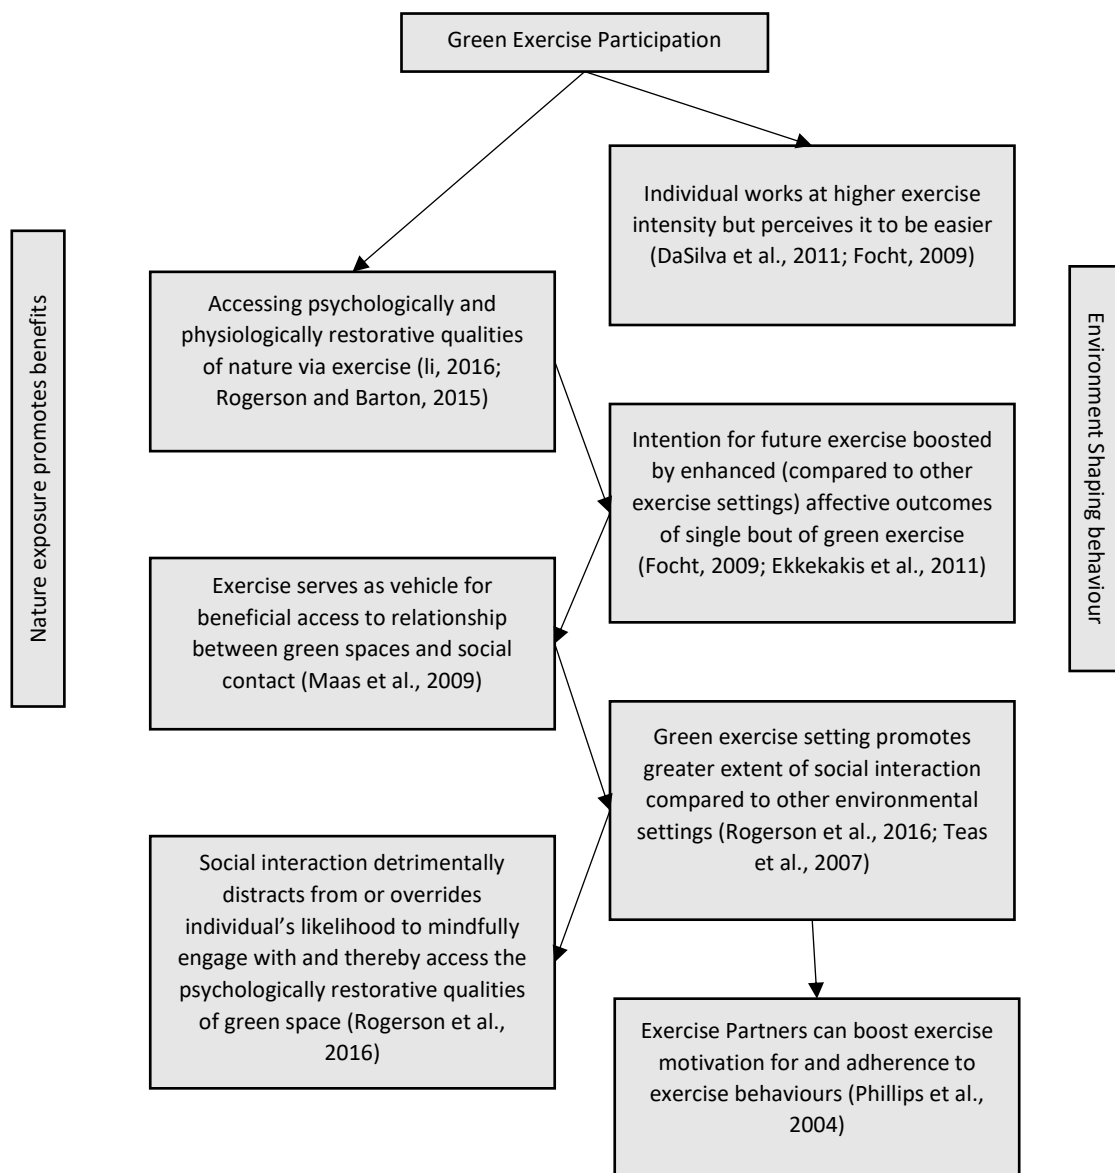 Green Exercise Participation
Individual works at higher exercise
intensity but perceives it to be easier
(DaSilva et al., 2011; Focht, 2009)
Nature exposure promotes benefits
Environment Shaping behaviour
Accessing psychologically and
physiologically restorative qualities
of nature via exercise (li, 2016;
Rogerson and Barton, 2015)
Intention for future exercise boosted
by enhanced (compared to other
exercise settings) affective outcomes
of single bout of green exercise
(Focht, 2009; Ekkekakis et al., 2011)
Exercise serves as vehicle for
beneficial access to relationship
between green spaces and social
contact (Maas et al., 2009)
Green exercise setting promotes
greater extent of social interaction
compared to other environmental
settings (Rogerson et al., 2016; Teas
et al., 2007)
Social interaction detrimentally
distracts from or overrides
individual’s likelihood to mindfully
engage with and thereby access the
psychologically restorative qualities
of green space (Rogerson et al.,
2016)
Exercise Partners can boost exercise
motivation for and adherence to
exercise behaviours (Phillips et al.,
2004)